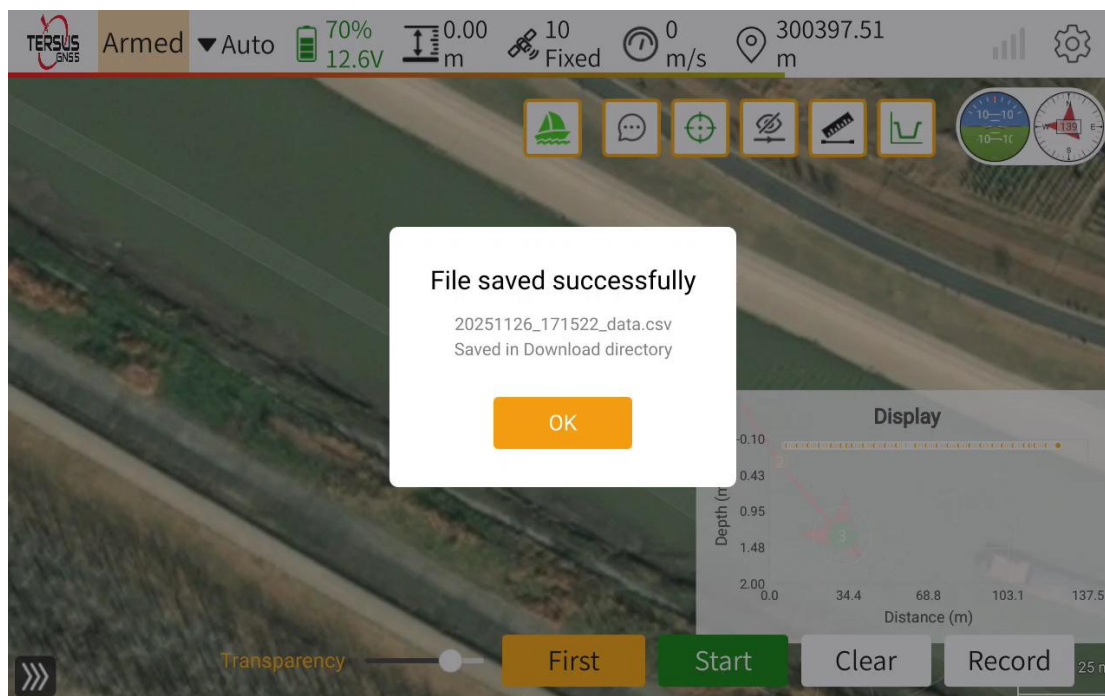 TERSUS
GNSS
Armed
Auto
70%
12.6V
0.00
m
10
Fixed
0
m/s
300397.51
m
10 10
10 10
N
W 139 E
S
File saved successfully
20251126_171522_data.csv
Saved in Download directory
OK
Display
-0.10
0.43
0.95
1.48
2.00
Depth (m
2
3
0.0 34.4 68.8 103.1 137.5
Distance (m)
Transparency
First
Start
Clear
Record
25 m